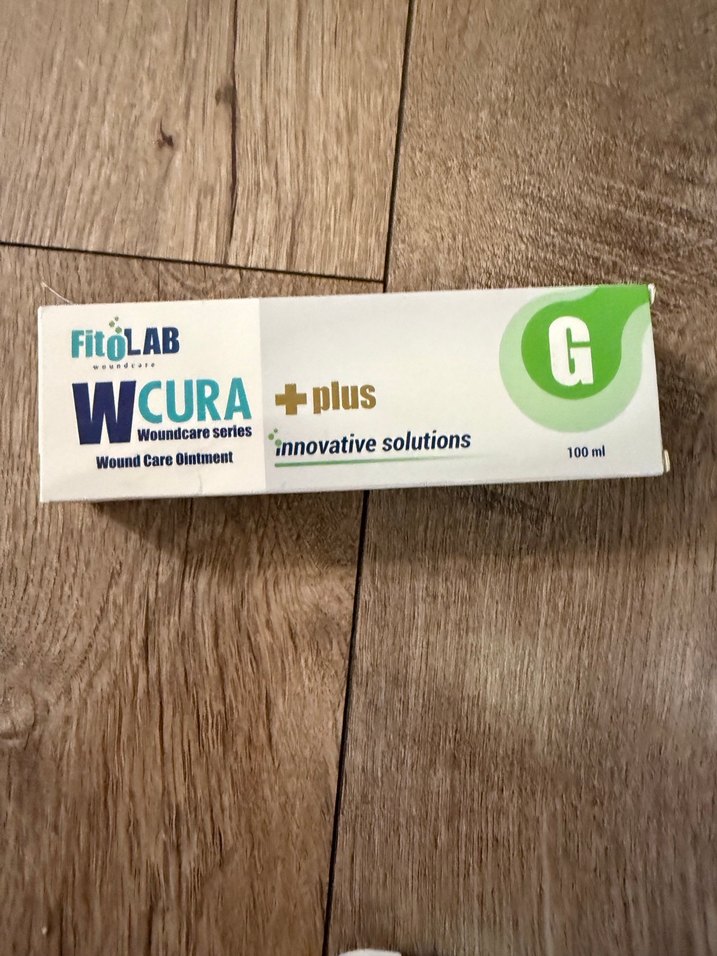 FitoLAB
woundcare
WCURA
Woundcare series
Wound Care Ointment
+plus
innovative solutions
G
100 ml